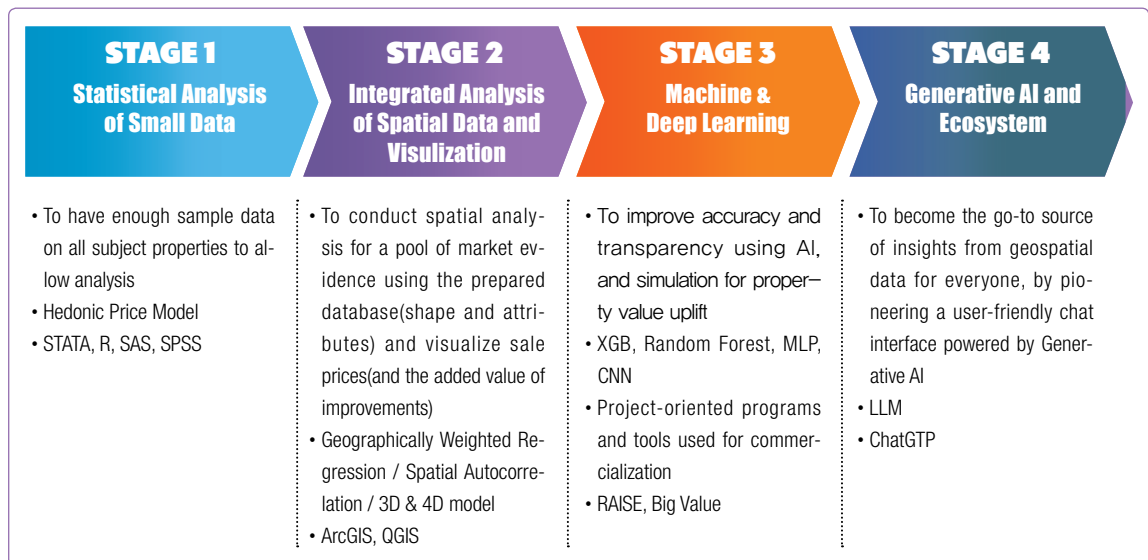 STAGE 1
Statistical Analysis
of Small Data
STAGE 2
Integrated Analysis
of Spatial Data and
Visulization
STAGE 3
Machine &
Deep Learning
STAGE 4
Generative AI and
Ecosystem
• To have enough sample data
on all subject properties to al-
low analysis
• Hedonic Price Model
• STATA, R, SAS, SPSS
• To conduct spatial analy-
sis for a pool of market ev-
idence using the prepared
database(shape and attri-
butes) and visualize sale
prices(and the added value of
improvements)
• Geographically Weighted Re-
gression / Spatial Autocorre-
lation / 3D & 4D model
• ArcGIS, QGIS
• To improve accuracy and
transparency using AI,
and simulation for proper-
ty value uplift
• XGB, Random Forest, MLP,
CNN
• Project-oriented programs
and tools used for commer-
cialization
• RAISE, Big Value
• To become the go-to source
of insights from geospatial
data for everyone, by pio-
neering a user-friendly chat
interface powered by Gener-
ative AI
• LLM
• ChatGTP